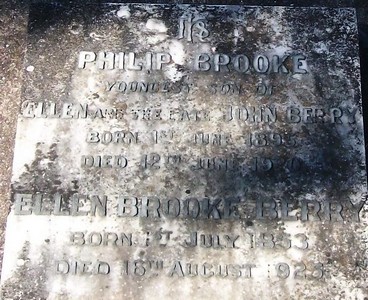 IHS
PHILIP BROOKE
YOUNGEST SON OF
ELLEN AND THE LATE JOHN BERRY
BORN 1ST JUNE
DIED 12TH JUNE
ELLEN BROOKE BERRY
BORN 1ST JULY 1853
DIED 18TH AUGUST 1925